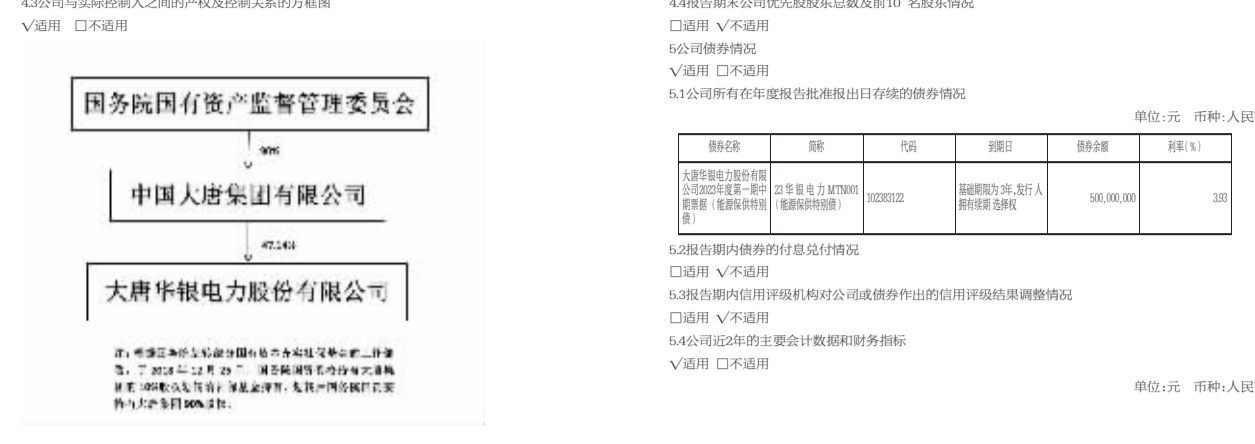 4.3公司与实际控制人之间的产权及控制关系的方框图
√适用 □不适用
国务院国有资产监督管理委员会
90%
中国大唐集团有限公司
大唐华银电力股份有限公司
4.4报告期末公司优先股股东总数及前10 名股东情况
□适用 √不适用
5公司债券情况
√适用 □不适用
5.1公司所有在年度报告批准报出日存续的债券情况
单位:元 币种:人民
债券名称 简称 代码 到期日 债券余额 利率(%)
大唐华银电力股份有限
公司2023年度第一期中
期票据(能源保供特别
债)
23 华 银 电 力 MTN001
(能源保供特别债)
102383122
基础期限为 3年,发行人
拥有续期 选择权
500,000,000
3.93
5.2报告期内债券的付息兑付情况
□适用 √不适用
5.3报告期内信用评级机构对公司或债券作出的信用评级结果调整情况
□适用 √不适用
5.4公司近2年的主要会计数据和财务指标
√适用 □不适用
单位:元 币种:人民